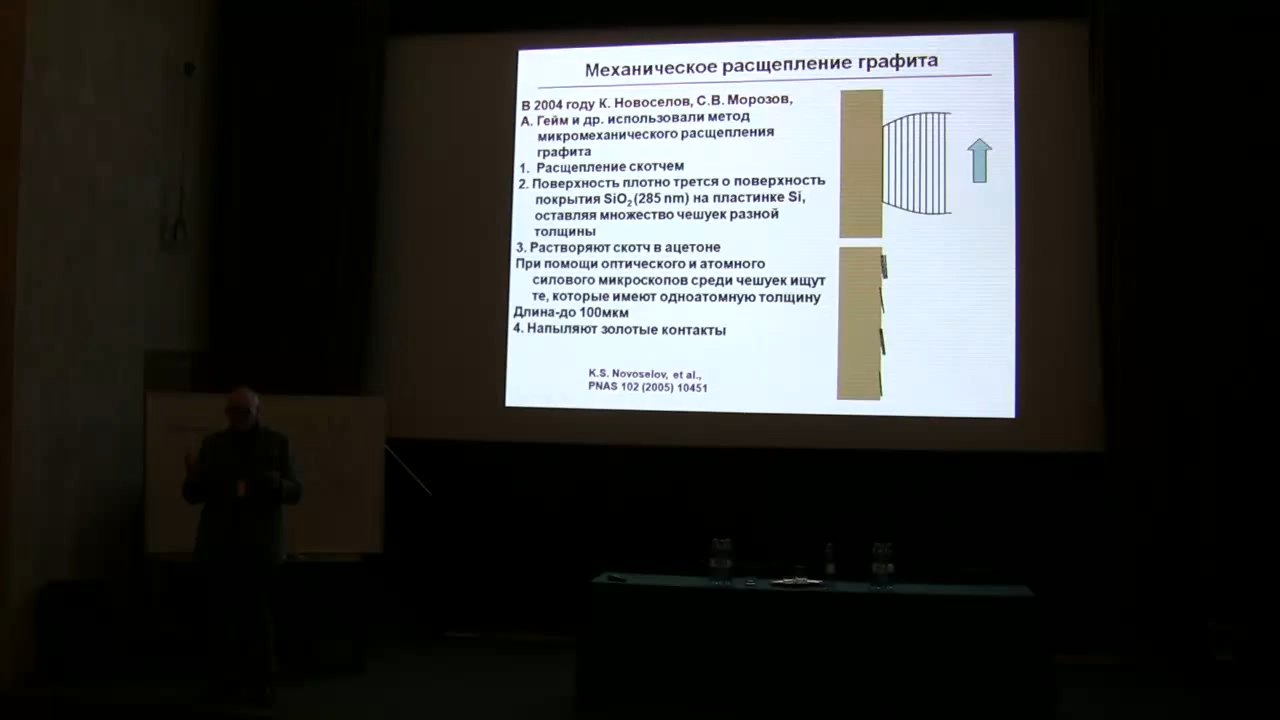 Механическое расщепление графита
В 2004 году К. Новоселов, С.В. Морозов,
А. Гейм и др. использовали метод
микромеханического расщепления
графита
1. Расщепление скотчем
2. Поверхность плотно трется о поверхность
покрытия SiO2 (285 nm) на пластинке Si,
оставляя множество чешуек разной
толщины
3. Растворяют скотч в ацетоне
При помощи оптического и атомного
силового микроскопов среди чешуек ищут
те, которые имеют одноатомную толщину
Длина-до 100мкм
4. Напыляют золотые контакты
K.S. Novoselov, et al.,
PNAS 102 (2005) 10451